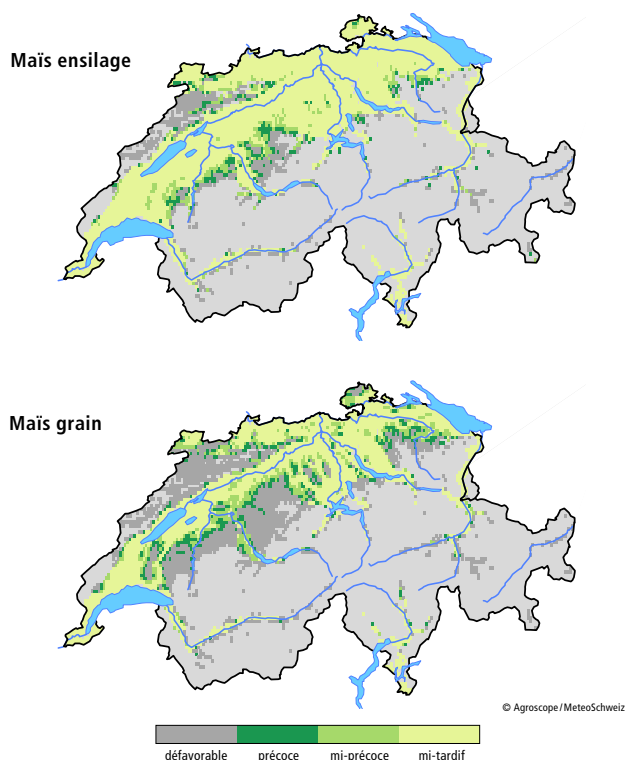 Maïs ensilage
Maïs grain
© Agroscope/MeteoSchweiz
défavorable précoce mi-précoce mi-tardif